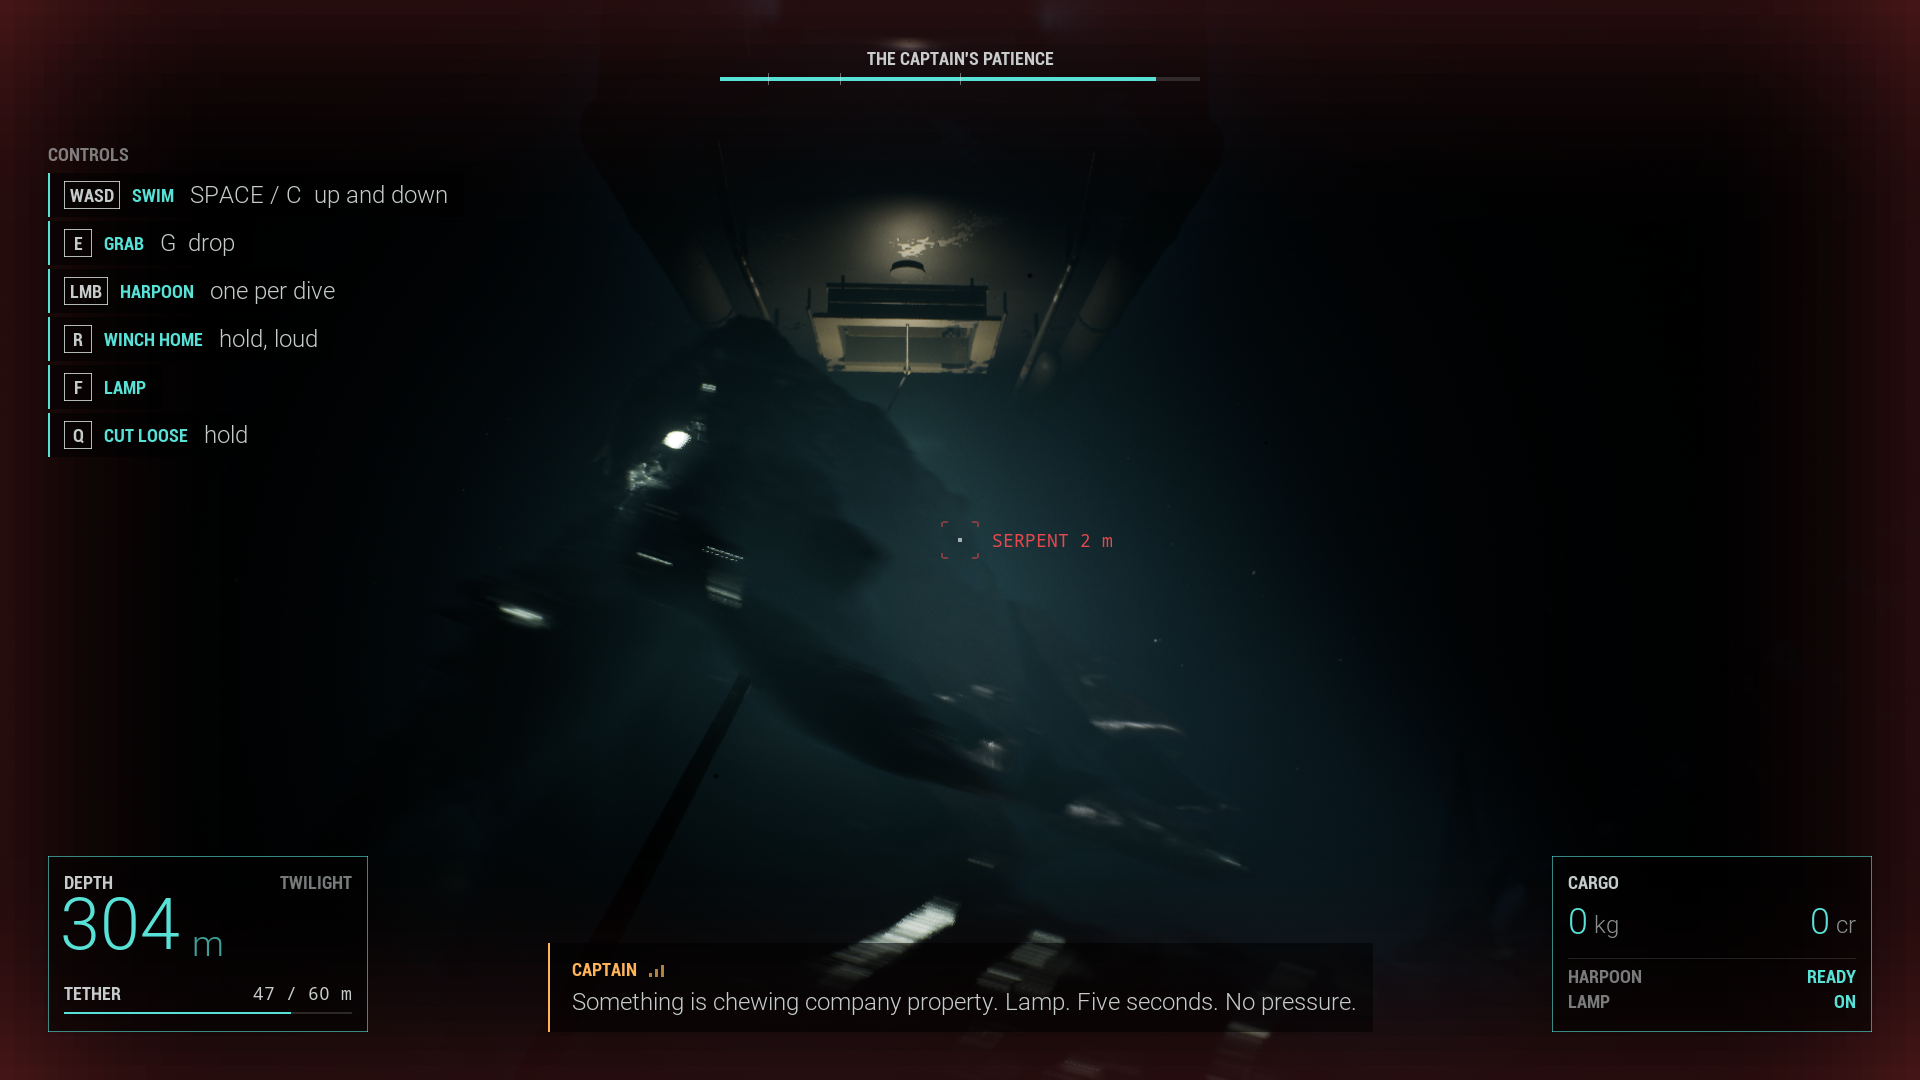 THE CAPTAIN'S PATIENCE
CONTROLS
WASD SWIM SPACE / C up and down
E GRAB G drop
LMB HARPOON one per dive
R WINCH HOME hold, loud
F LAMP
Q CUT LOOSE hold
SERPENT 2 m
DEPTH TWILIGHT
304 m
TETHER 47 / 60 m
CAPTAIN
Something is chewing company property. Lamp. Five seconds. No pressure.
CARGO
0 kg 0 cr
HARPOON READY
LAMP ON